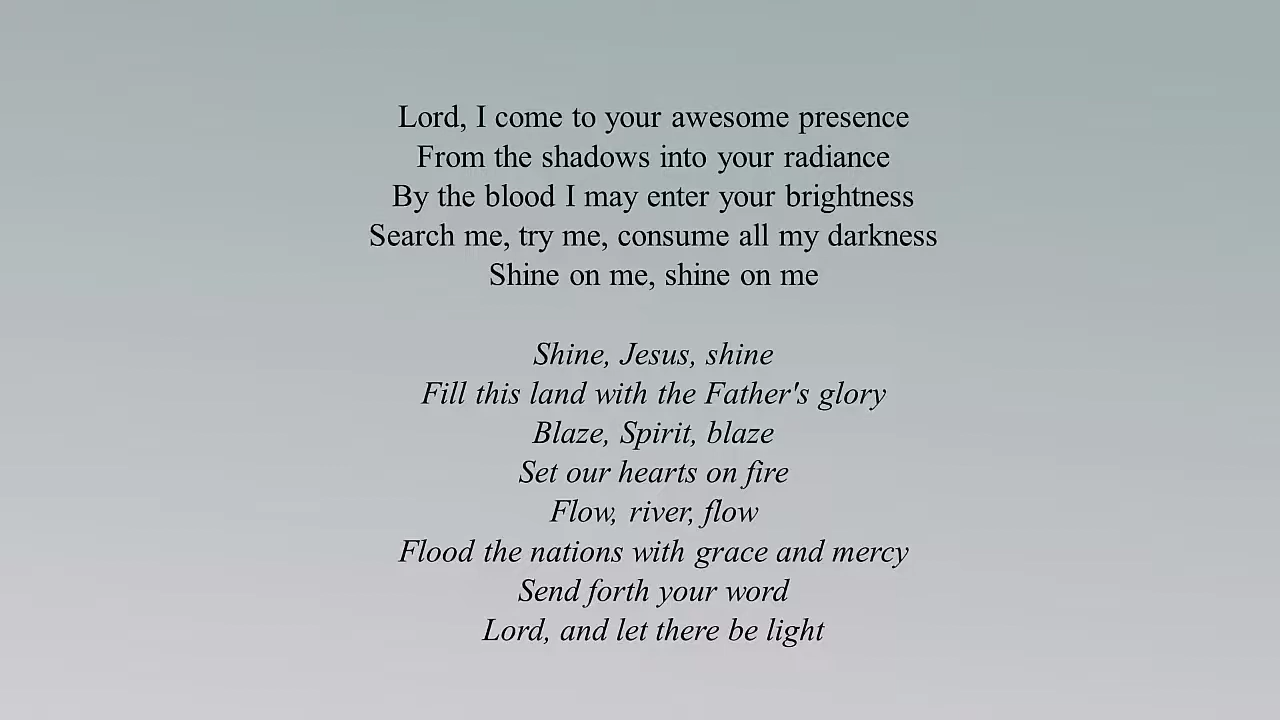 Lord, I come to your awesome presence
From the shadows into your radiance
By the blood I may enter your brightness
Search me, try me, consume all my darkness
Shine on me, shine on me
Shine, Jesus, shine
Fill this land with the Father's glory
Blaze, Spirit, blaze
Set our hearts on fire
Flow, river, flow
Flood the nations with grace and mercy
Send forth your word
Lord, and let there be light